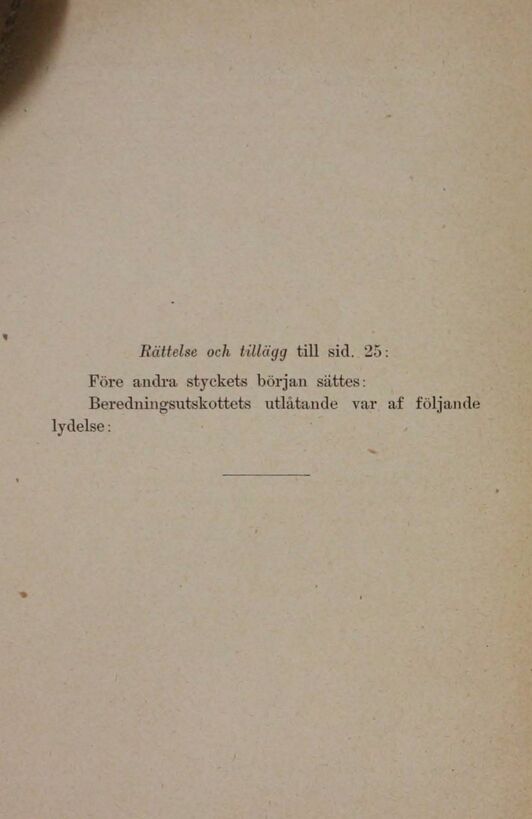 Rättelse och tillägg till sid. 25:
Före andra styckets början sättes:
Beredningsutskottets utlåtande var af följande
lydelse: